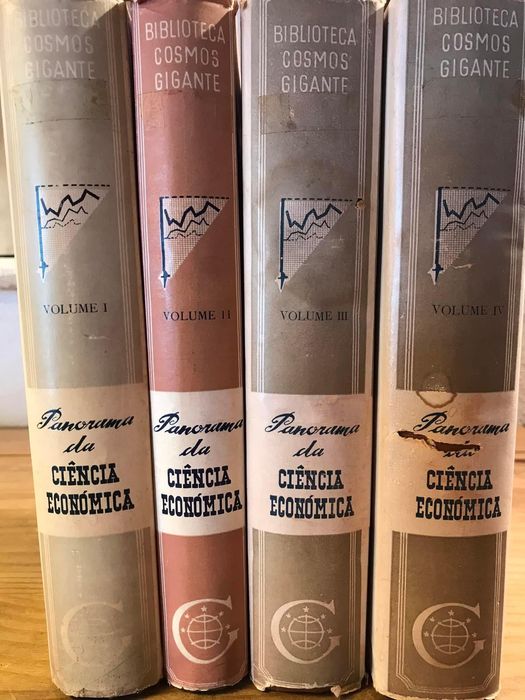 BIBLIOTECA
COSMOS
GIGANTE
VOLUME I
Panorama
da
CIÊNCIA
ECONÓMICA
G
BIBLIOTECA
COSMOS
GIGANTE
VOLUME II
Panorama
da
CIÊNCIA
ECONÓMICA
G
BIBLIOTECA
COSMOS
GIGANTE
VOLUME III
Panorama
da
CIÊNCIA
ECONÓMICA
G
BIBLIOTECA
COSMOS
GIGANTE
VOLUME IV
Panorama
da
CIÊNCIA
ECONÓMICA
G